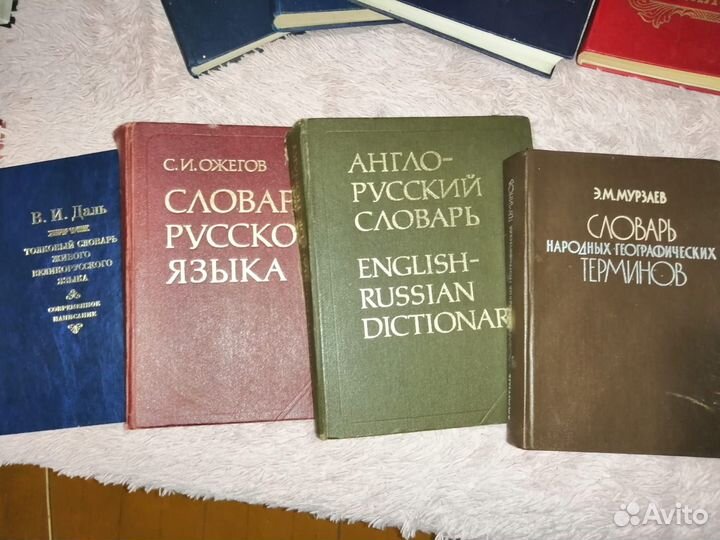 В. И. Даль
ТОЛКОВЫЙ СЛОВАРЬ
ЖИВОГО
ВЕЛИКОРУССКОГО
ЯЗЫКА
СОВРЕМЕННОЕ
НАПИСАНИЕ
С.И. ОЖЕГОВ
СЛОВАР
РУССКО
ЯЗЫКА
АНГЛО-
РУССКИЙ
СЛОВАРЬ
ENGLISH-
RUSSIAN
DICTIONAR
Э.М.МУРЗАЕВ
СЛОВАРЬ
НАРОДНЫХ ГЕОГРАФИЧЕСКИХ
ТЕРМИНОВ
Avito